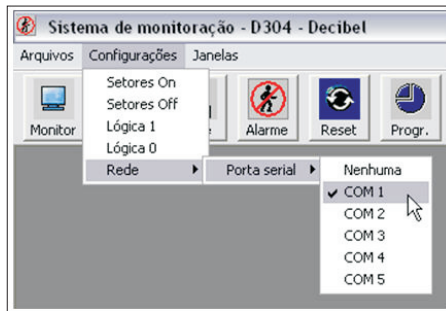 Sistema de monitoração - D304 - Decibel
Arquivos Configurações Janelas
Setores On
Setores Off
Lógica 1
Lógica 0
Rede
Monitor
Alarme
Reset
Progr.
Porta serial
Nenhuma
COM 1
COM 2
COM 3
COM 4
COM 5